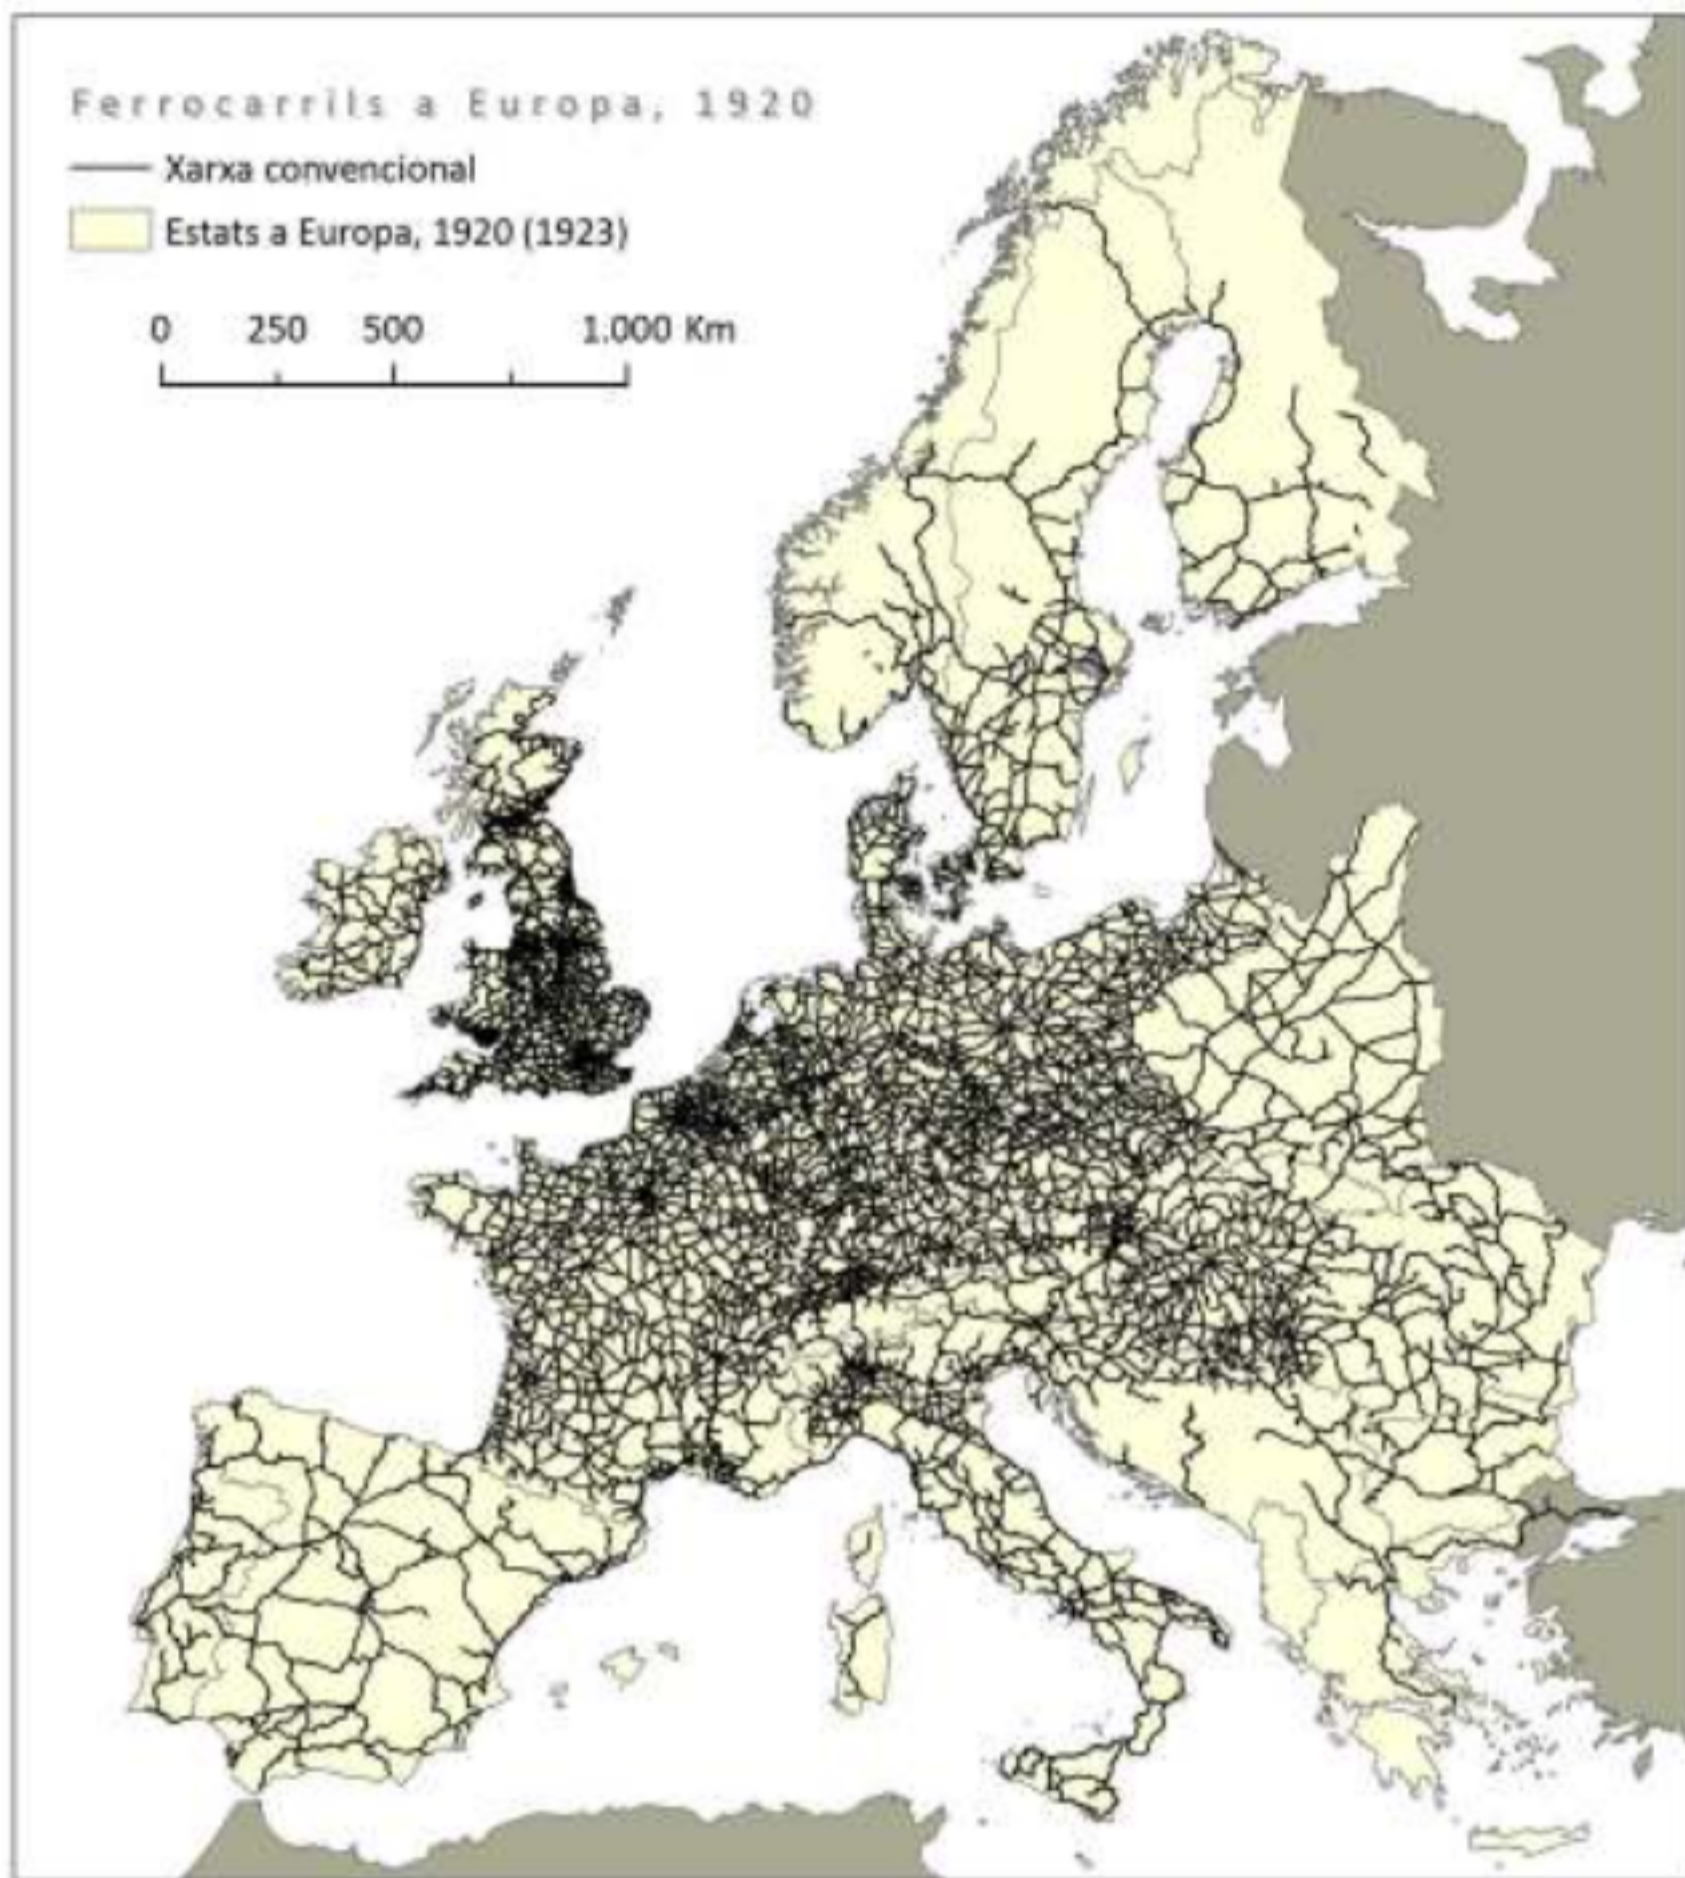 Ferrocarrils a Europa, 1920
Xarxa convencional
Estats a Europa, 1920 (1923)
0 250 500 1.000 Km